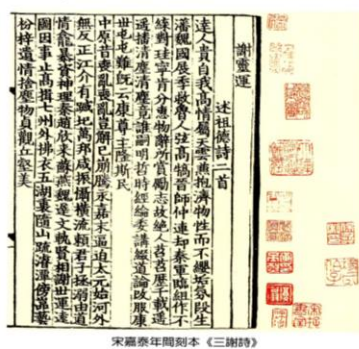 謝靈運
述祖德詩二首
達人貴自我高情屬天雲兼抱濟物性而不纓垢氛段生
蕃魏國展季救魯人弦高犒晉師仲連却秦軍臨組乍不
緤對珪寧肯分惠物辭所賞勵志故絶人苕苕歷千載遥
遥播清塵清塵竟誰嗣明哲時經綸委講綴道論改服康
世屯屯難既云康尊主隆斯民
中原昔喪亂喪亂豈解已崩騰永嘉末逼迫太元始河外
無反正江介有蹙圮萬邦咸振懾橫流賴君子拯溺由道
情龕暴資神理秦趙欣來蘇燕魏遲文軌賢相謝世運遠
圖因事止高揖七州外拂衣五湖裏隨山疏濬潭傍巖藝
枌梓遺情捨塵物貞觀丘壑美
宋嘉泰年間刻本《三謝詩》